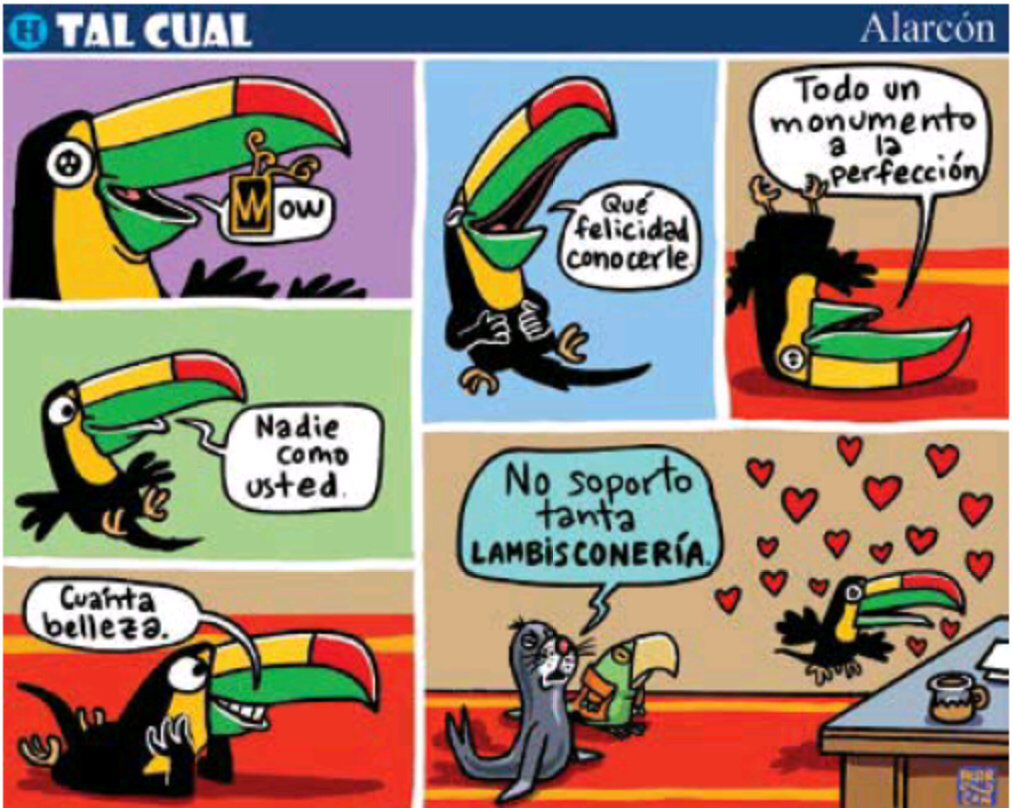 H TAL CUAL
Alarcón
Wow
Qué
felicidad
conocerle.
Todo un
monumento
a la
perfección
Nadie
como
usted.
Cuánta
belleza.
No soporto
tanta
LAMBISCONERÍA.